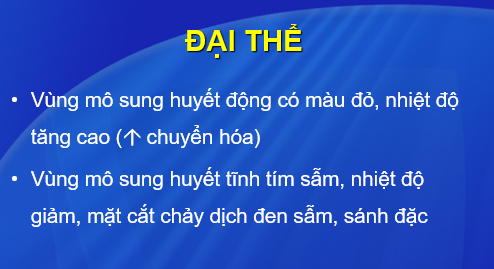 ĐẠI THỂ
• Vùng mô sung huyết động có màu đỏ, nhiệt độ
tăng cao (↑ chuyển hóa)
• Vùng mô sung huyết tĩnh tím sẫm, nhiệt độ
giảm, mặt cắt chảy dịch đen sẫm, sánh đặc